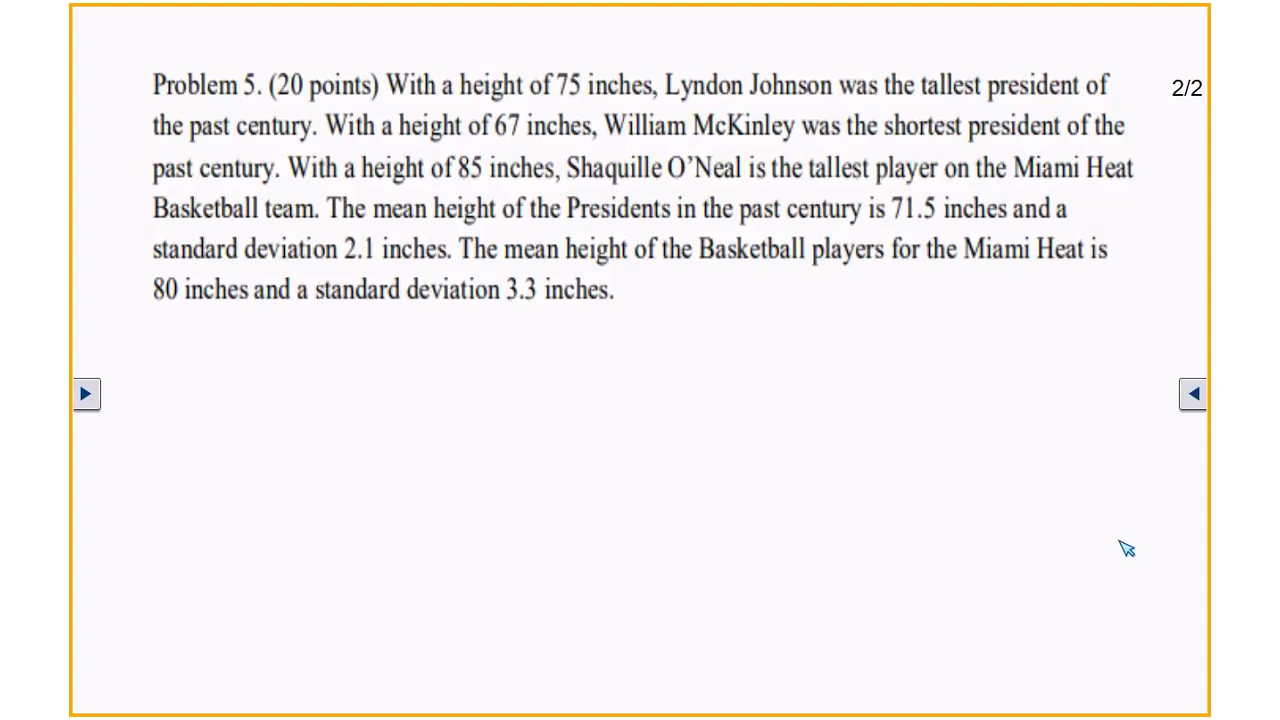 Problem 5. (20 points) With a height of 75 inches, Lyndon Johnson was the tallest president of
2/2
the past century. With a height of 67 inches, William McKinley was the shortest president of the
past century. With a height of 85 inches, Shaquille O’Neal is the tallest player on the Miami Heat
Basketball team. The mean height of the Presidents in the past century is 71.5 inches and a
standard deviation 2.1 inches. The mean height of the Basketball players for the Miami Heat is
80 inches and a standard deviation 3.3 inches.